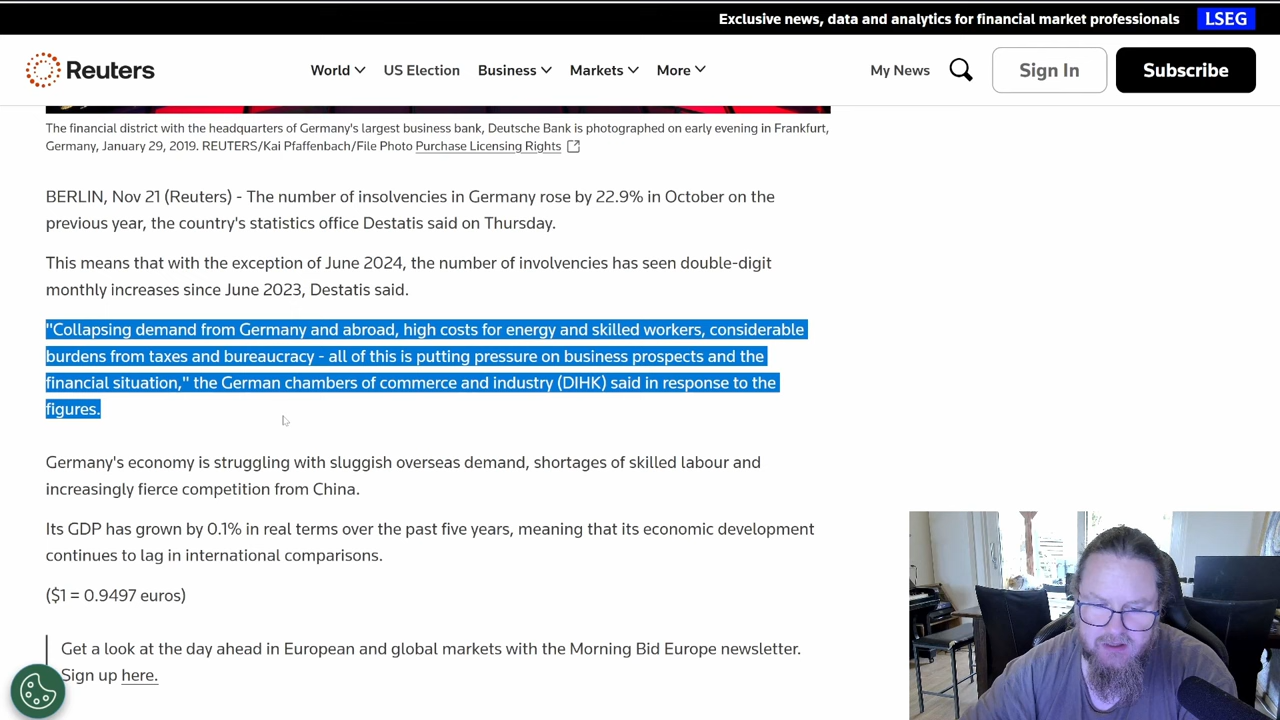 Exclusive news, data and analytics for financial market professionals LSEG
Reuters World US Election Business Markets More My News Sign In Subscribe
The financial district with the headquarters of Germany's largest business bank, Deutsche Bank is photographed on early evening in Frankfurt,
Germany, January 29, 2019. REUTERS/Kai Pfaffenbach/File Photo Purchase Licensing Rights
BERLIN, Nov 21 (Reuters) - The number of insolvencies in Germany rose by 22.9% in October on the
previous year, the country's statistics office Destatis said on Thursday.
This means that with the exception of June 2024, the number of involvencies has seen double-digit
monthly increases since June 2023, Destatis said.
"Collapsing demand from Germany and abroad, high costs for energy and skilled workers, considerable
burdens from taxes and bureaucracy - all of this is putting pressure on business prospects and the
financial situation," the German chambers of commerce and industry (DIHK) said in response to the
figures.
Germany's economy is struggling with sluggish overseas demand, shortages of skilled labour and
increasingly fierce competition from China.
Its GDP has grown by 0.1% in real terms over the past five years, meaning that its economic development
continues to lag in international comparisons.
($1 = 0.9497 euros)
Get a look at the day ahead in European and global markets with the Morning Bid Europe newsletter.
Sign up here.